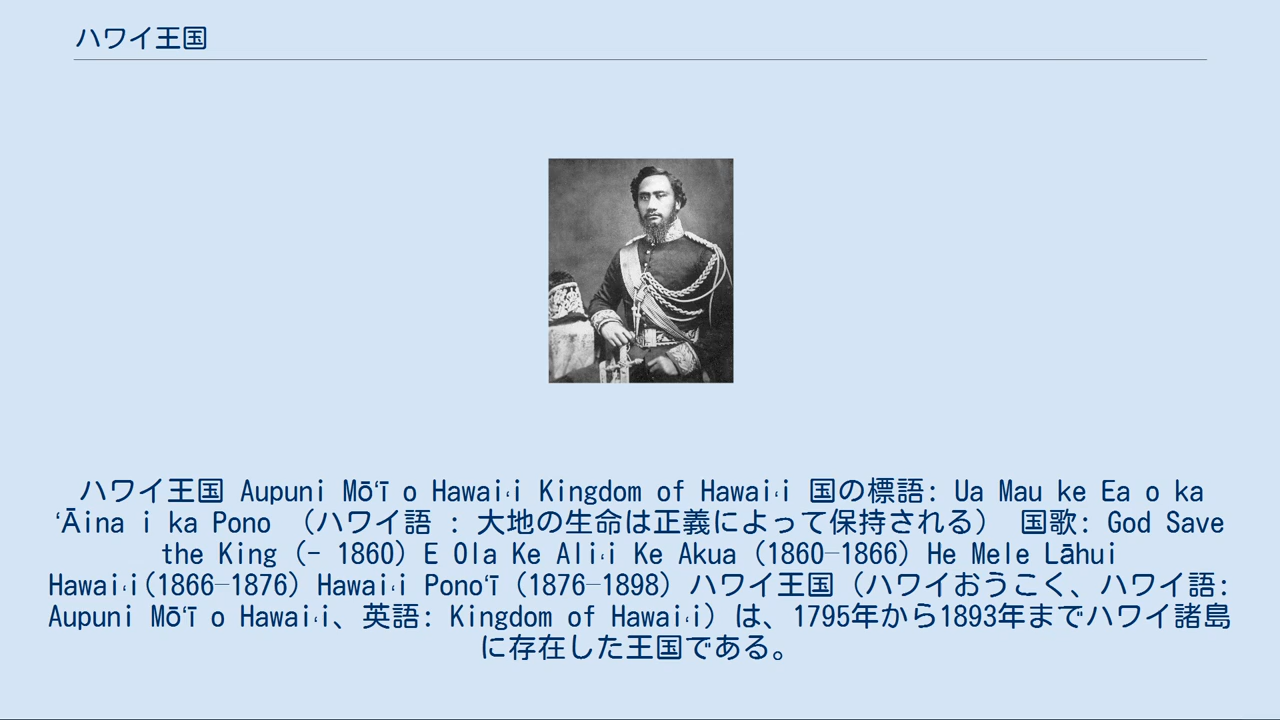 ハワイ王国
ハワイ王国 Aupuni Mōʻī o Hawaiʻi Kingdom of Hawaiʻi 国の標語: Ua Mau ke Ea o ka
ʻĀina i ka Pono （ハワイ語 : 大地の生命は正義によって保持される） 国歌: God Save
the King (- 1860) E Ola Ke Aliʻi Ke Akua (1860–1866) He Mele Lāhui
Hawaiʻi(1866–1876) Hawaiʻi Ponoʻī (1876–1898) ハワイ王国（ハワイおうこく、ハワイ語:
Aupuni Mōʻī o Hawaiʻi、英語: Kingdom of Hawaiʻi）は、1795年から1893年までハワイ諸島
に存在した王国である。